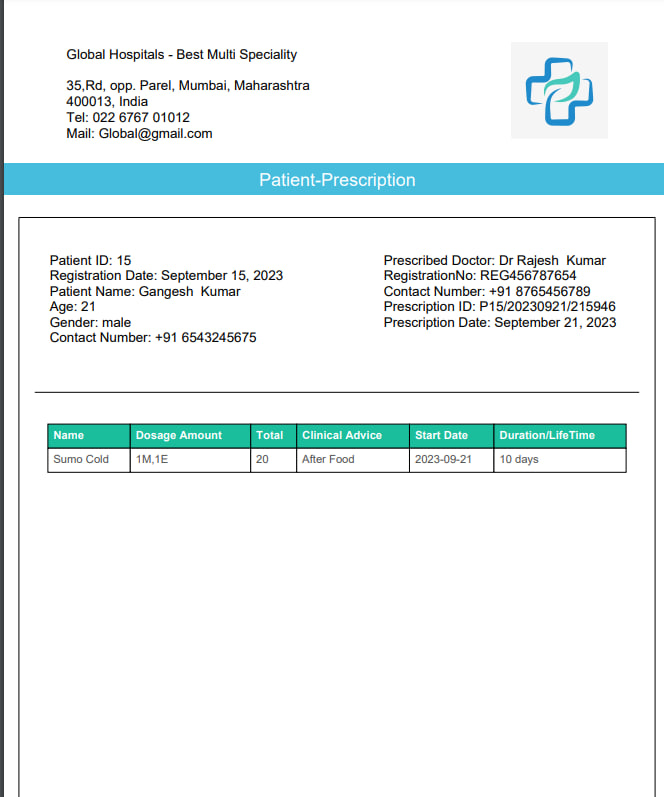 Global Hospitals - Best Multi Speciality
35,Rd, opp. Parel, Mumbai, Maharashtra
400013, India
Tel: 022 6767 01012
Mail: Global@gmail.com
Patient-Prescription
Patient ID: 15
Registration Date: September 15, 2023
Patient Name: Gangesh  Kumar
Age: 21
Gender: male
Contact Number: +91 6543245675
Prescribed Doctor: Dr Rajesh  Kumar
RegistrationNo: REG456787654
Contact Number: +91 8765456789
Prescription ID: P15/20230921/215946
Prescription Date: September 21, 2023
Name Dosage Amount Total Clinical Advice Start Date Duration/LifeTime
Sumo Cold 1M,1E 20 After Food 2023-09-21 10 days